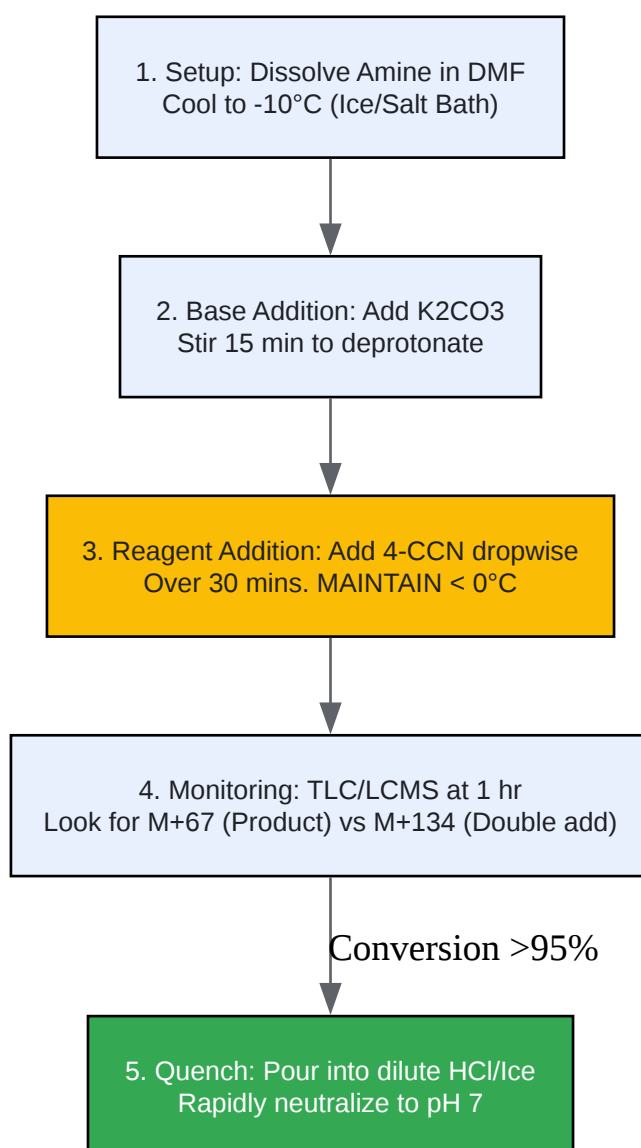 1. Setup: Dissolve Amine in DMF
Cool to -10°C (Ice/Salt Bath)
2. Base Addition: Add K2CO3
Stir 15 min to deprotonate
3. Reagent Addition: Add 4-CCN dropwise
Over 30 mins. MAINTAIN < 0°C
4. Monitoring: TLC/LCMS at 1 hr
Look for M+67 (Product) vs M+134 (Double add)
Conversion >95%
5. Quench: Pour into dilute HCl/Ice
Rapidly neutralize to pH 7